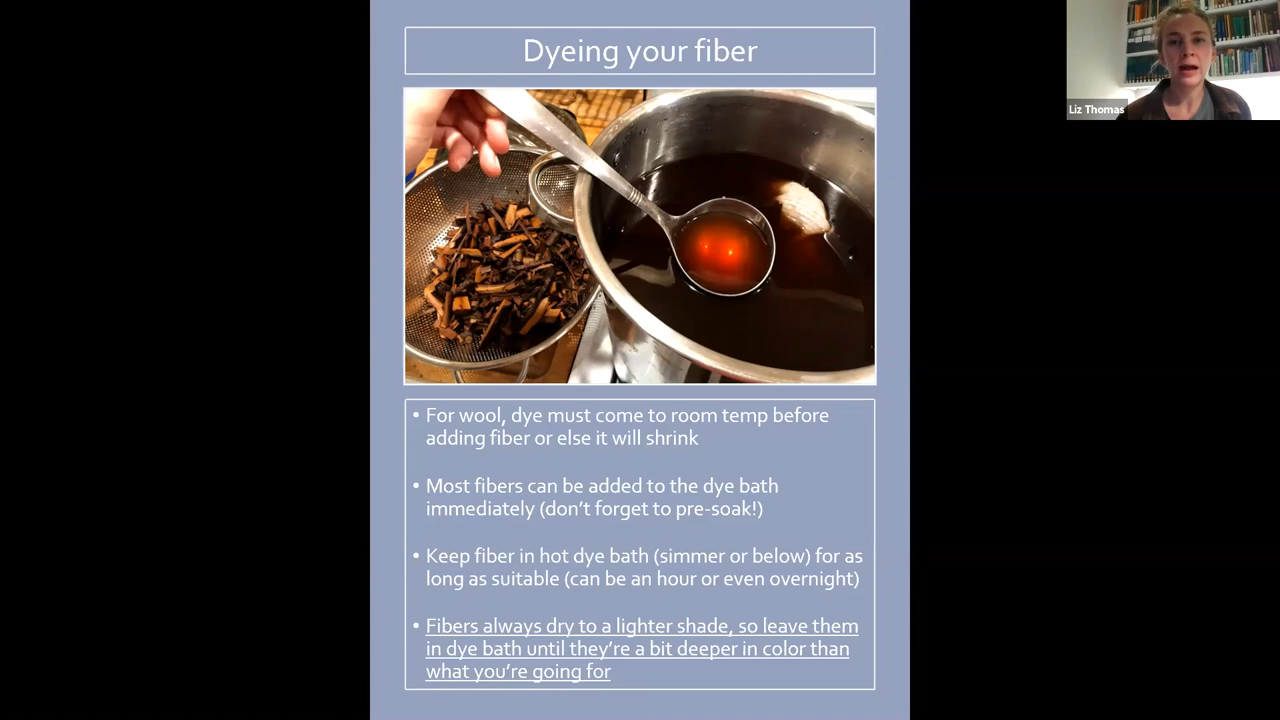 Dyeing your fiber
Liz Thomas
• For wool, dye must come to room temp before
adding fiber or else it will shrink
• Most fibers can be added to the dye bath
immediately (don't forget to pre-soak!)
• Keep fiber in hot dye bath (simmer or below) for as
long as suitable (can be an hour or even overnight)
• Fibers always dry to a lighter shade, so leave them
in dye bath until they're a bit deeper in color than
what you're going for